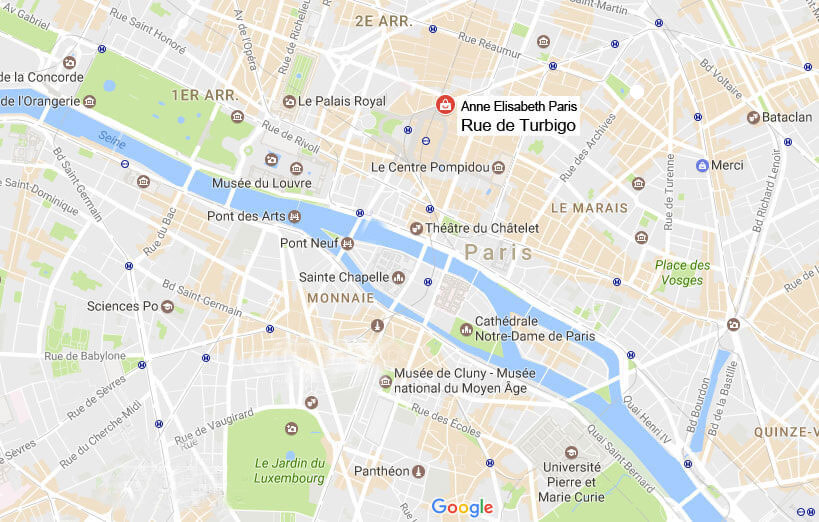 Av Gabriel
Rue Saint Honoré
Av de l'Opéra
Rue de Richelieu
2E ARR.
Rue Réaumur
Saint-Martin
Bd Voltaire
de la Concorde
de l'Orangerie
1ER ARR.
Le Palais Royal
Anne Elisabeth Paris
Rue de Turbigo
Bataclan
Seine
Rue de Rivoli
Rue des Archives
Le Centre Pompidou
Merci
Musée du Louvre
Rue de Turenne
Bd Richard Lenoir
Saint-Dominique
Bd Saint-Germain
Rue du Bac
Pont des Arts
LE MARAIS
Théâtre du Châtelet
Pont Neuf
Paris
Sainte Chapelle
Place des
Vosges
Rue de
MONNAIE
Sciences Po
Bd Saint-Germain
Cathédrale
Notre-Dame de Paris
Rue de Babylone
Musée de Cluny - Musée
national du Moyen Âge
Rue de Sèvres
Rue du Cherche-Midi
Sèvres
Rue de Vaugirard
Rue des Écoles
Quai Henri IV
Bd Bourdon
Bd de la Bastille
QUINZE-V
Quai Saint-Bernard
Le Jardin du
Luxembourg
Panthéon
Université
Pierre et
Marie Curie
Google